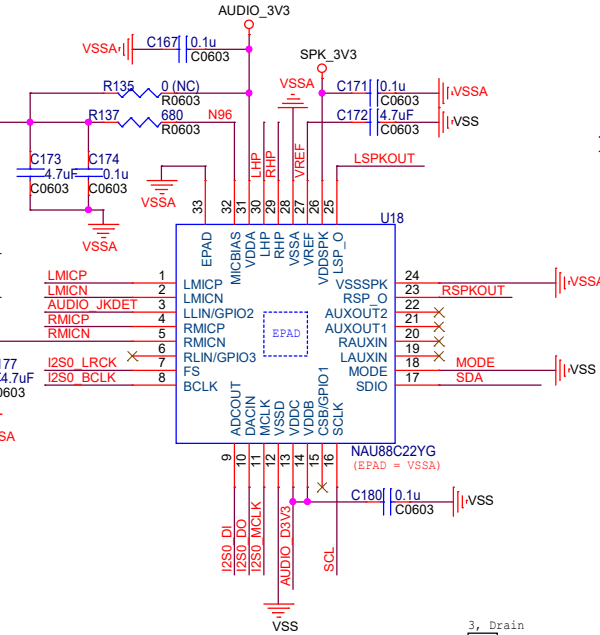 AUDIO_3V3
VSSA
C167
0.1u
C0603
SPK_3V3
R135
0 (NC)
R0603
VSSA
C171
0.1u
C0603
VSSA
R137
680
R0603
N96
C172
4.7uF
C0603
VSS
LHP
RHP
VREF
LSPKOUT
C173
4.7uF
C0603
C174
0.1u
C0603
VSSA
VSSA
33
32
31
30
29
28
27
26
25
U18
EPAD
MICBIAS
VDDA
LHP
RHP
VSSA
VREF
VDDSPK
LSP_O
LMICP
1
LMICP
LMICN
2
LMICN
AUDIO_JKDET
3
LLIN/GPIO2
RMICP
4
RMICP
RMICN
5
RMICN
6
RLIN/GPIO3
I2S0_LRCK
7
FS
I2S0_BCLK
8
BCLK
EPAD
VSSSPK
24
VSSA
RSP_O
23
RSPKOUT
AUXOUT2
22
AUXOUT1
21
RAUXIN
20
LAUXIN
19
MODE
18
MODE
VSS
SDIO
17
SDA
177
4.7uF
0603
SA
ADCOUT
DACIN
MCLK
VSSD
VDDC
VDDB
CSB/GPIO1
SCLK
9
10
11
12
13
14
15
16
NAU88C22YG
(EPAD = VSSA)
I2S0_DI
I2S0_DO
I2S0_MCLK
AUDIO_D3V3
SCL
C180
0.1u
C0603
VSS
VSS
3, Drain